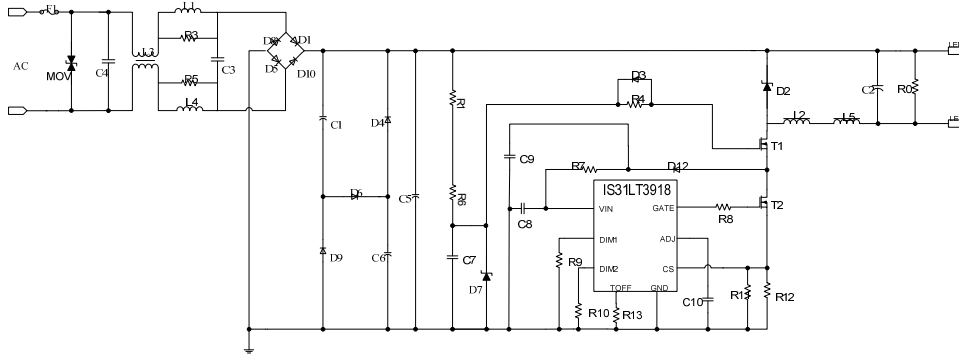 F1
L1
R3
AC
MOV
C4
L3
R5
L4
C3
D8
D1
D5
D10
C1
D4
D6
D9
C6
C5
R1
R6
C7
D7
D3
R4
C9
R7
D12
C8
IS31LT3918
VIN
GATE
DIM1
ADJ
DIM2
CS
TOFF
GND
R9
R10
R13
C10
R8
D2
T1
T2
L2
L5
C2
R0
R12